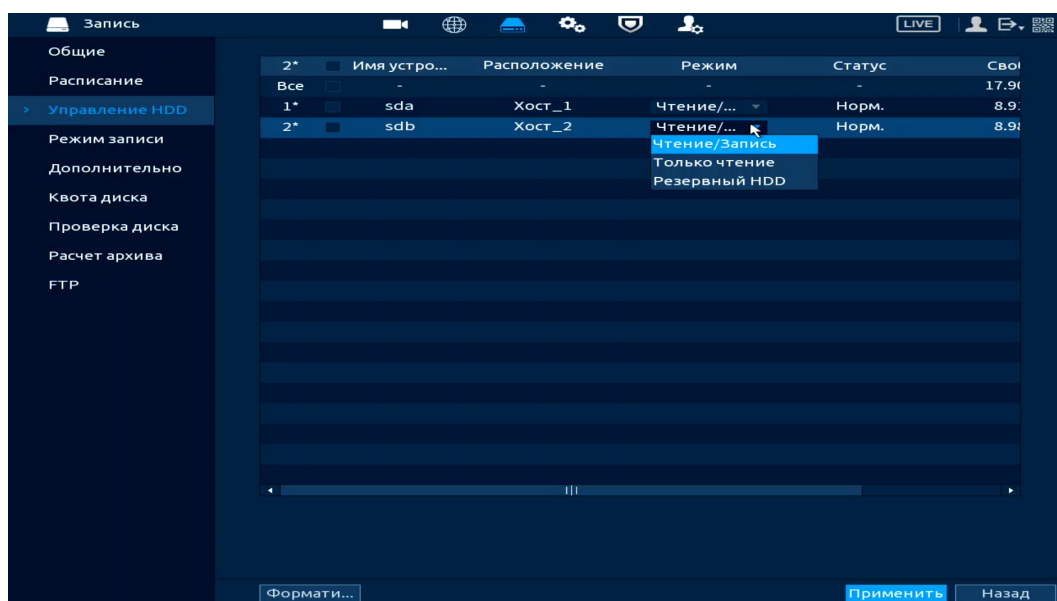 Запись LIVE
Общие
Расписание
Управление HDD
Режим записи
Дополнительно
Квота диска
Проверка диска
Расчет архива
FTP
2* Имя устро... Расположение Режим Статус
Все - - - - 17.9
1* sda Хост_1 Чтение/... Норм. 8.9
2* sdb Хост_2 Чтение/... Норм. 8.9
Чтение/Запись
Только чтение
Резервный HDD
Формати... Применить Назад